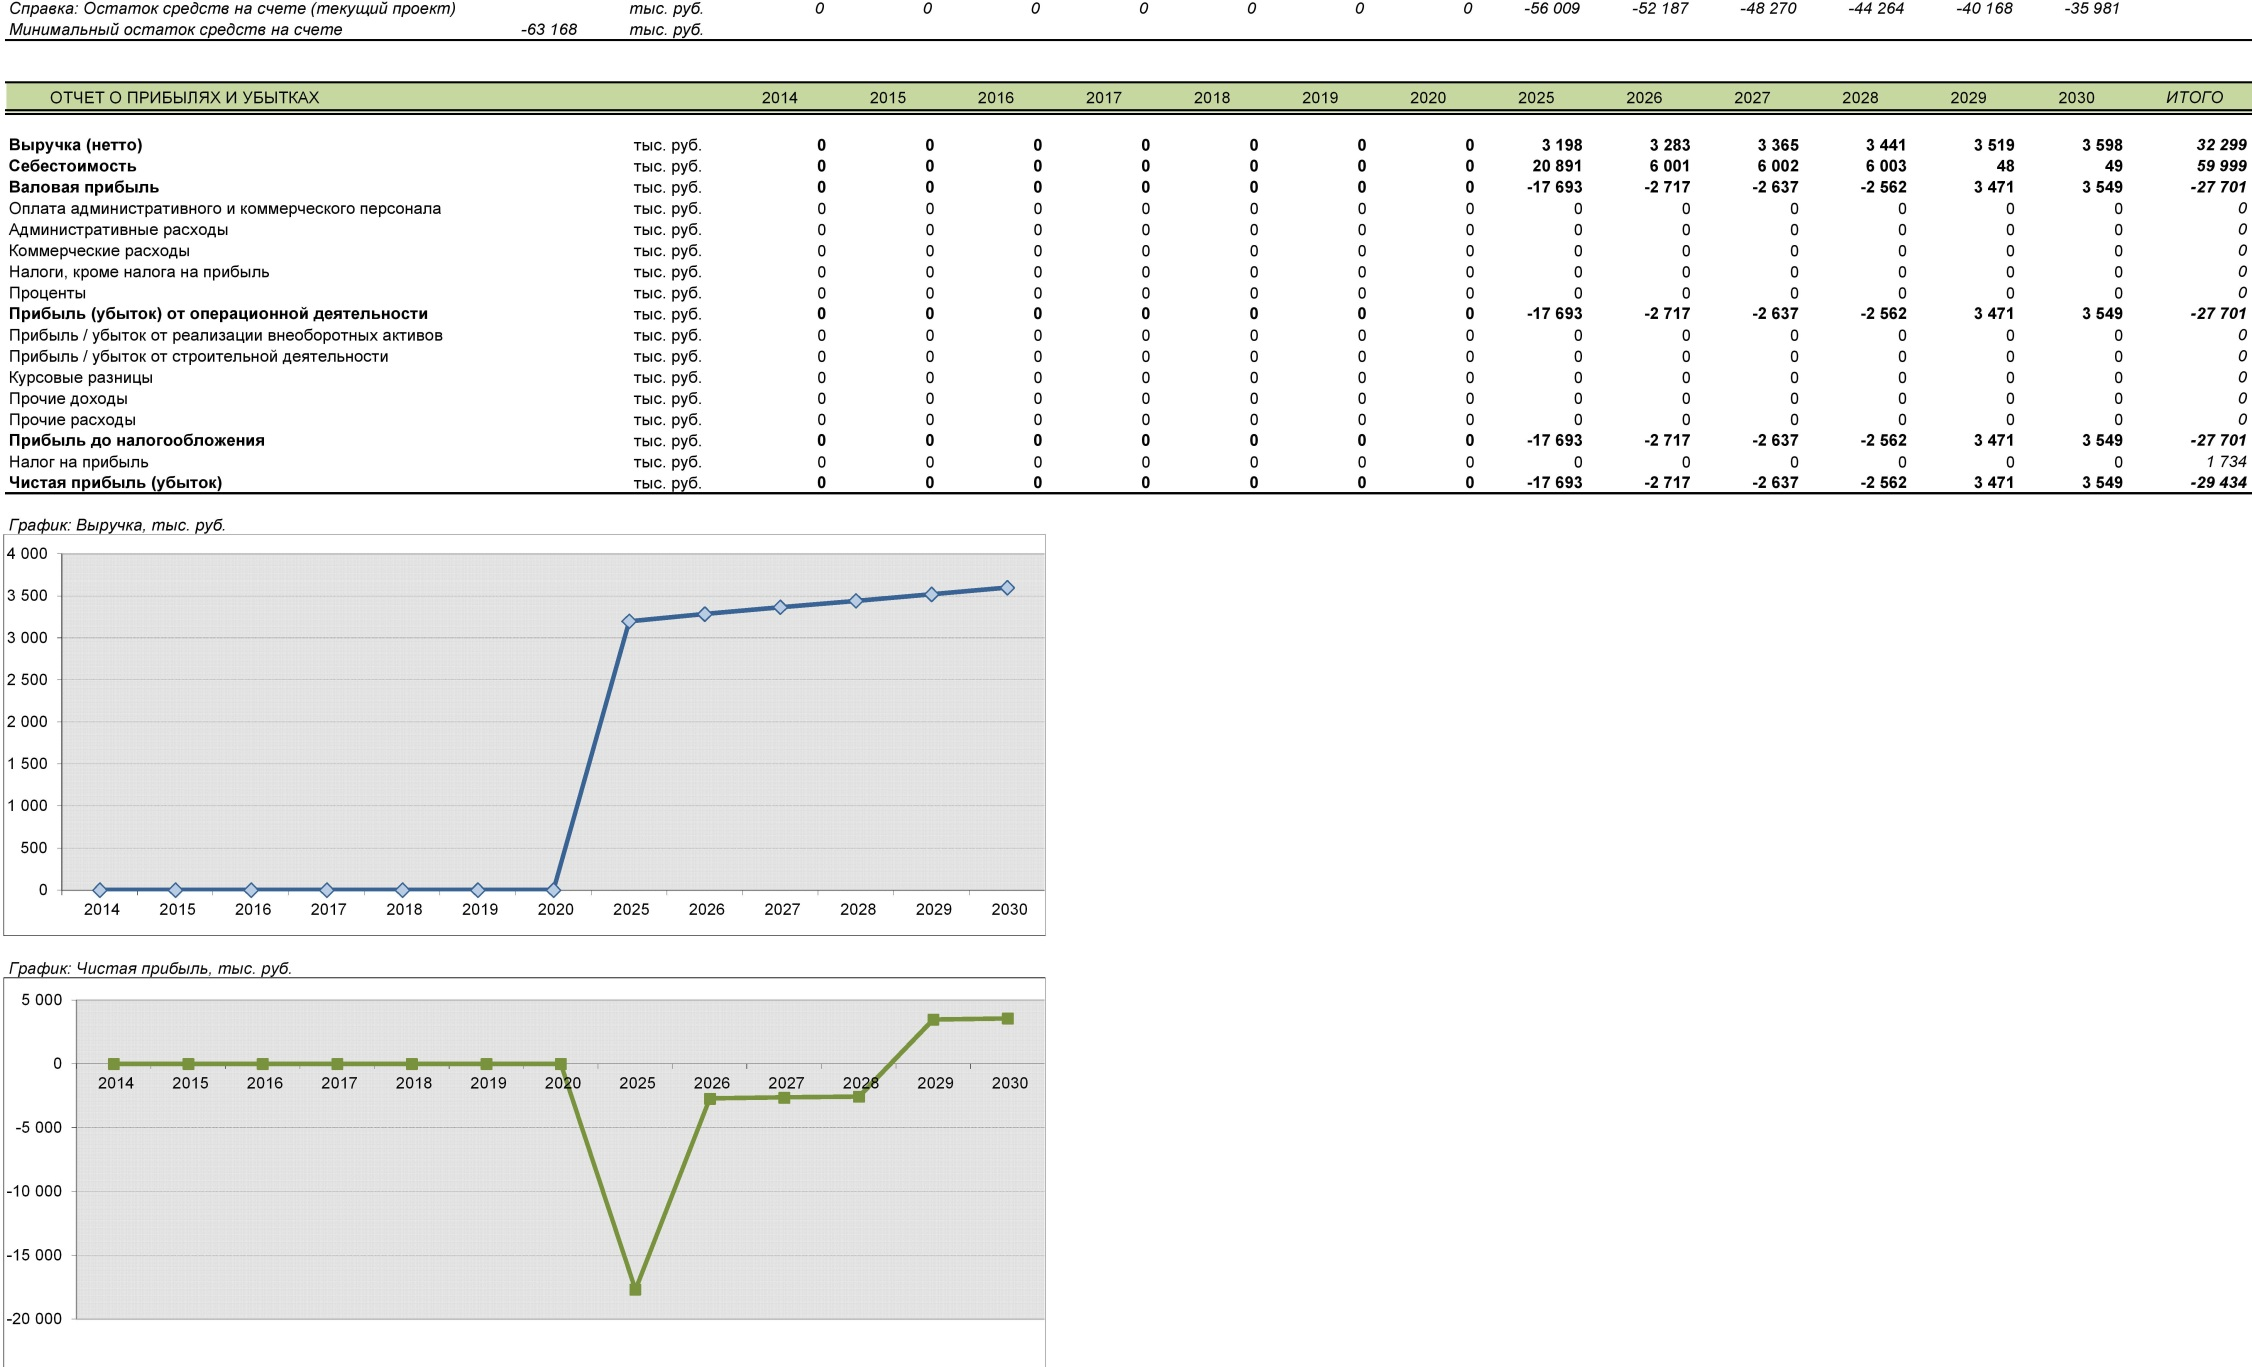 Справка: Остаток средств на счете (текущий проект) тыс. руб. 0 0 0 0 0 0 0 -56 009 -52 187 -48 270 -44 264 -40 168 -35 981
Минимальный остаток средств на счете -63 168 тыс. руб.
ОТЧЕТ О ПРИБЫЛЯХ И УБЫТКАХ 2014 2015 2016 2017 2018 2019 2020 2025 2026 2027 2028 2029 2030 ИТОГО
Выручка (нетто) тыс. руб. 0 0 0 0 0 0 0 3 198 3 283 3 365 3 441 3 519 3 598 32 299
Себестоимость тыс. руб. 0 0 0 0 0 0 0 20 891 6 001 6 002 6 003 48 49 59 999
Валовая прибыль тыс. руб. 0 0 0 0 0 0 0 -17 693 -2 717 -2 637 -2 562 3 471 3 549 -27 701
Оплата административного и коммерческого персонала тыс. руб. 0 0 0 0 0 0 0 0 0 0 0 0 0 0
Административные расходы тыс. руб. 0 0 0 0 0 0 0 0 0 0 0 0 0 0
Коммерческие расходы тыс. руб. 0 0 0 0 0 0 0 0 0 0 0 0 0 0
Налоги, кроме налога на прибыль тыс. руб. 0 0 0 0 0 0 0 0 0 0 0 0 0 0
Проценты тыс. руб. 0 0 0 0 0 0 0 0 0 0 0 0 0 0
Прибыль (убыток) от операционной деятельности тыс. руб. 0 0 0 0 0 0 0 -17 693 -2 717 -2 637 -2 562 3 471 3 549 -27 701
Прибыль / убыток от реализации внеоборотных активов тыс. руб. 0 0 0 0 0 0 0 0 0 0 0 0 0 0
Прибыль / убыток от строительной деятельности тыс. руб. 0 0 0 0 0 0 0 0 0 0 0 0 0 0
Курсовые разницы тыс. руб. 0 0 0 0 0 0 0 0 0 0 0 0 0 0
Прочие доходы тыс. руб. 0 0 0 0 0 0 0 0 0 0 0 0 0 0
Прочие расходы тыс. руб. 0 0 0 0 0 0 0 0 0 0 0 0 0 0
Прибыль до налогообложения тыс. руб. 0 0 0 0 0 0 0 -17 693 -2 717 -2 637 -2 562 3 471 3 549 -27 701
Налог на прибыль тыс. руб. 0 0 0 0 0 0 0 0 0 0 0 0 0 1 734
Чистая прибыль (убыток) тыс. руб. 0 0 0 0 0 0 0 -17 693 -2 717 -2 637 -2 562 3 471 3 549 -29 434
График: Выручка, тыс. руб.
4 000
3 500
3 000
2 500
2 000
1 500
1 000
500
0
2014 2015 2016 2017 2018 2019 2020 2025 2026 2027 2028 2029 2030
График: Чистая прибыль, тыс. руб.
5 000
0
2014 2015 2016 2017 2018 2019 2020 2025 2026 2027 2028 2029 2030
-5 000
-10 000
-15 000
-20 000